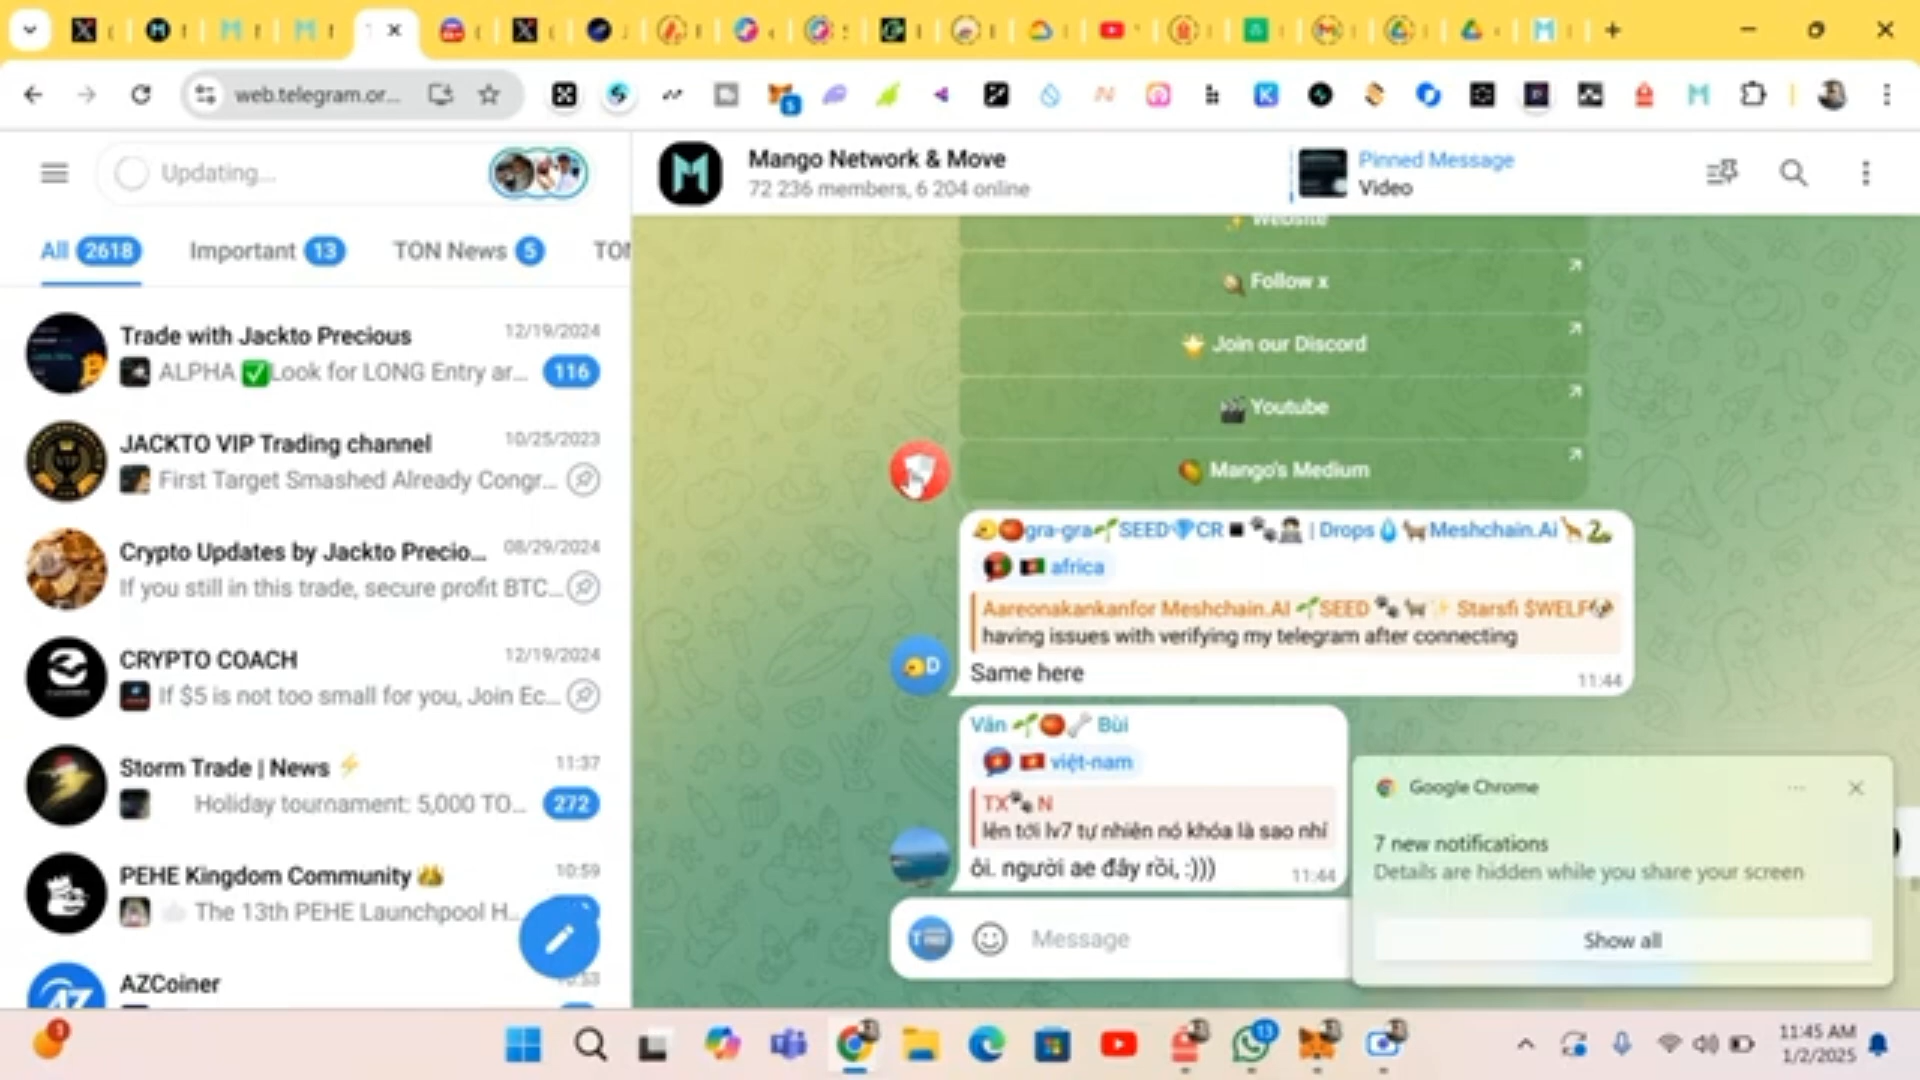 web.telegram.or...
Updating...
All 2618
Important 13
TON News 5
TON
Trade with Jackto Precious
12/19/2024
ALPHA ✅Look for LONG Entry ar...
116
JACKTO VIP Trading channel
10/25/2023
First Target Smashed Already Congr...
Crypto Updates by Jackto Precio...
08/29/2024
If you still in this trade, secure profit BTC...
CRYPTO COACH
12/19/2024
If $5 is not too small for you, Join Ec...
Storm Trade | News ⚡
11:37
Holiday tournament: 5,000 TO...
272
PEHE Kingdom Community
10:59
The 13th PEHE Launchpool H...
AZCoiner
Mango Network & Move
72 236 members, 6 204 online
Pinned Message
Video
Website
Follow x
Join our Discord
Youtube
Mango's Medium
gra-gra🌱SEED💎CR◾🐾 | Drops💧🐈Meshchain.Ai
africa
Aareonakankanfor Meshchain.AI 🌱SEED 🐾🐈✨ Starsfi $WELF
having issues with verifying my telegram after connecting
Same here
11:44
Văn 🌱🍅🦴 Bùi
việt-nam
TX🐾 N
lên tới lv7 tự nhiên nó khóa là sao nhỉ
ôi. người ae đây rồi, :)))
11:44
Message
Google Chrome
7 new notifications
Details are hidden while you share your screen
Show all
11:45 AM
1/2/2025